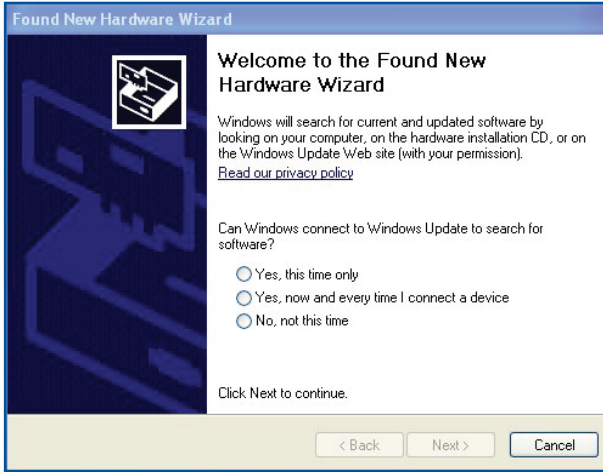 Found New Hardware Wizard
Welcome to the Found New
Hardware Wizard
Windows will search for current and updated software by
looking on your computer, on the hardware installation CD, or on
the Windows Update Web site (with your permission).
Read our privacy policy
Can Windows connect to Windows Update to search for
software?
Yes, this time only
Yes, now and every time I connect a device
No, not this time
Click Next to continue.
< Back Next > Cancel